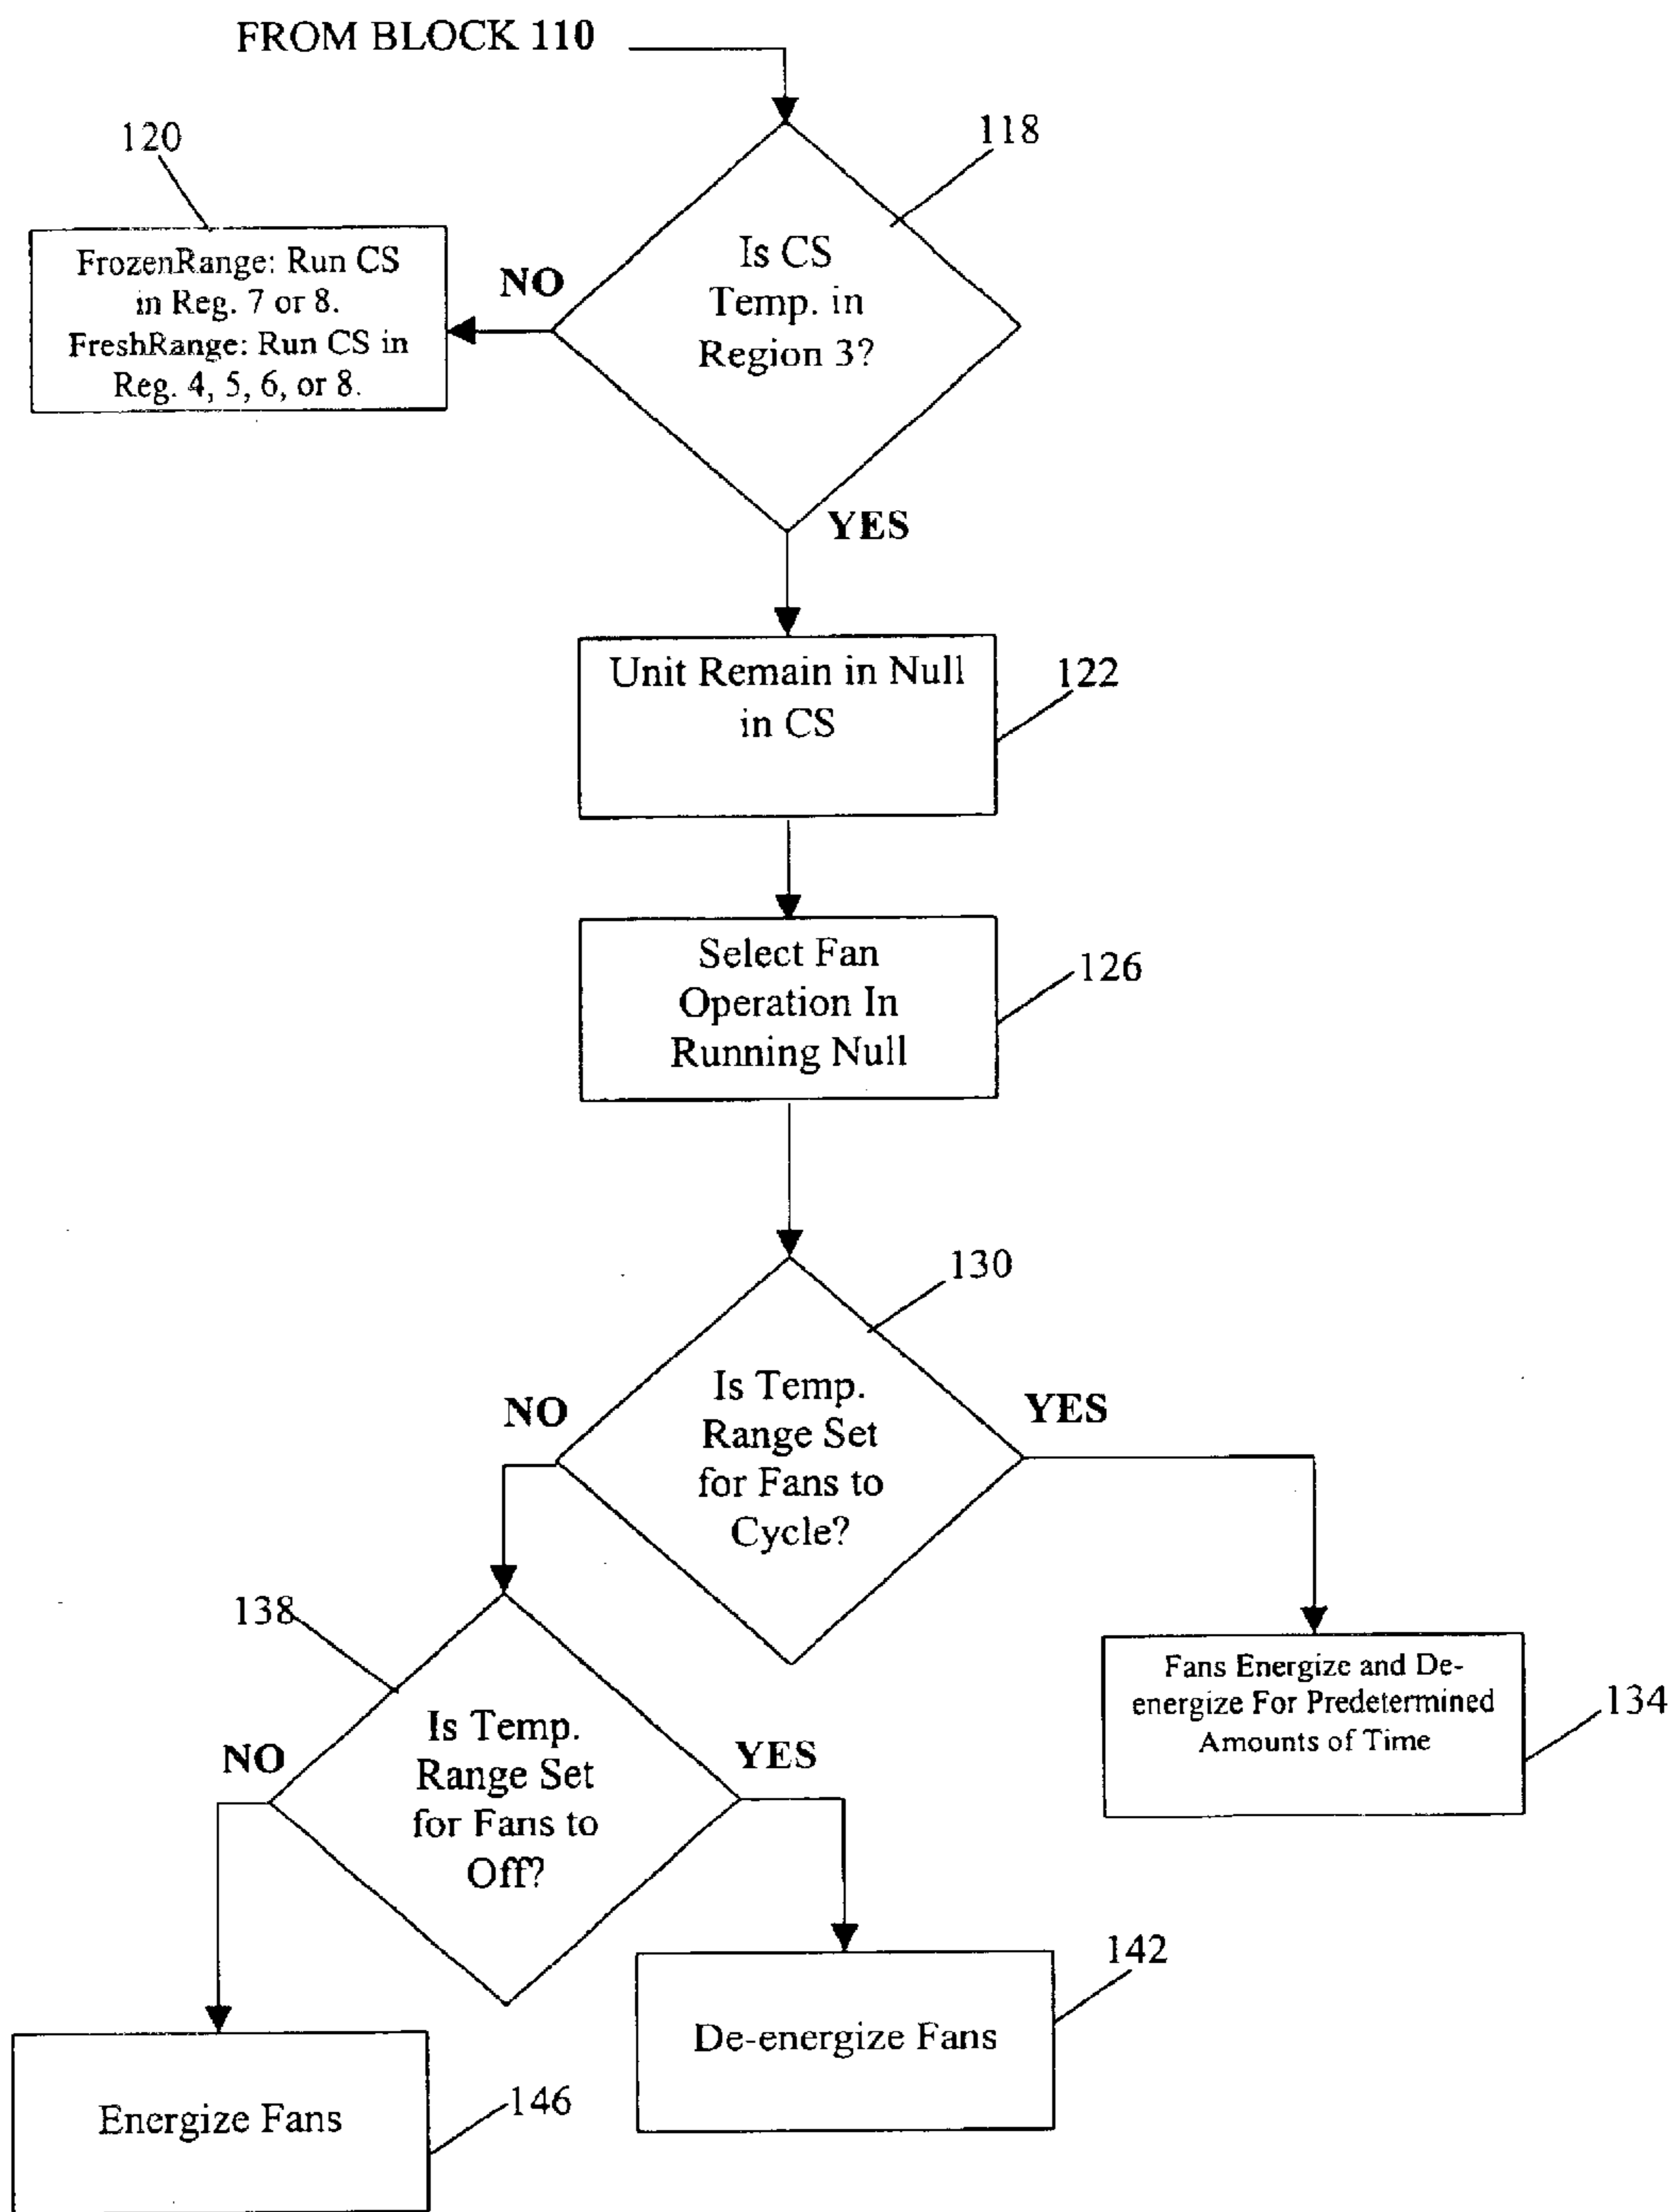 FROM BLOCK 110
120
118
FrozenRange: Run CS
in Reg. 7 or 8.
FreshRange: Run CS in
Reg. 4, 5, 6, or 8.
NO
Is CS
Temp. in
Region 3?
YES
Unit Remain in Null
in CS
122
Select Fan
Operation In
Running Null
126
130
Is Temp.
Range Set
for Fans to
Cycle?
NO
YES
138
Fans Energize and De-
energize For Predetermined
Amounts of Time
134
Is Temp.
Range Set
for Fans to
Off?
NO
YES
142
De-energize Fans
Energize Fans
146